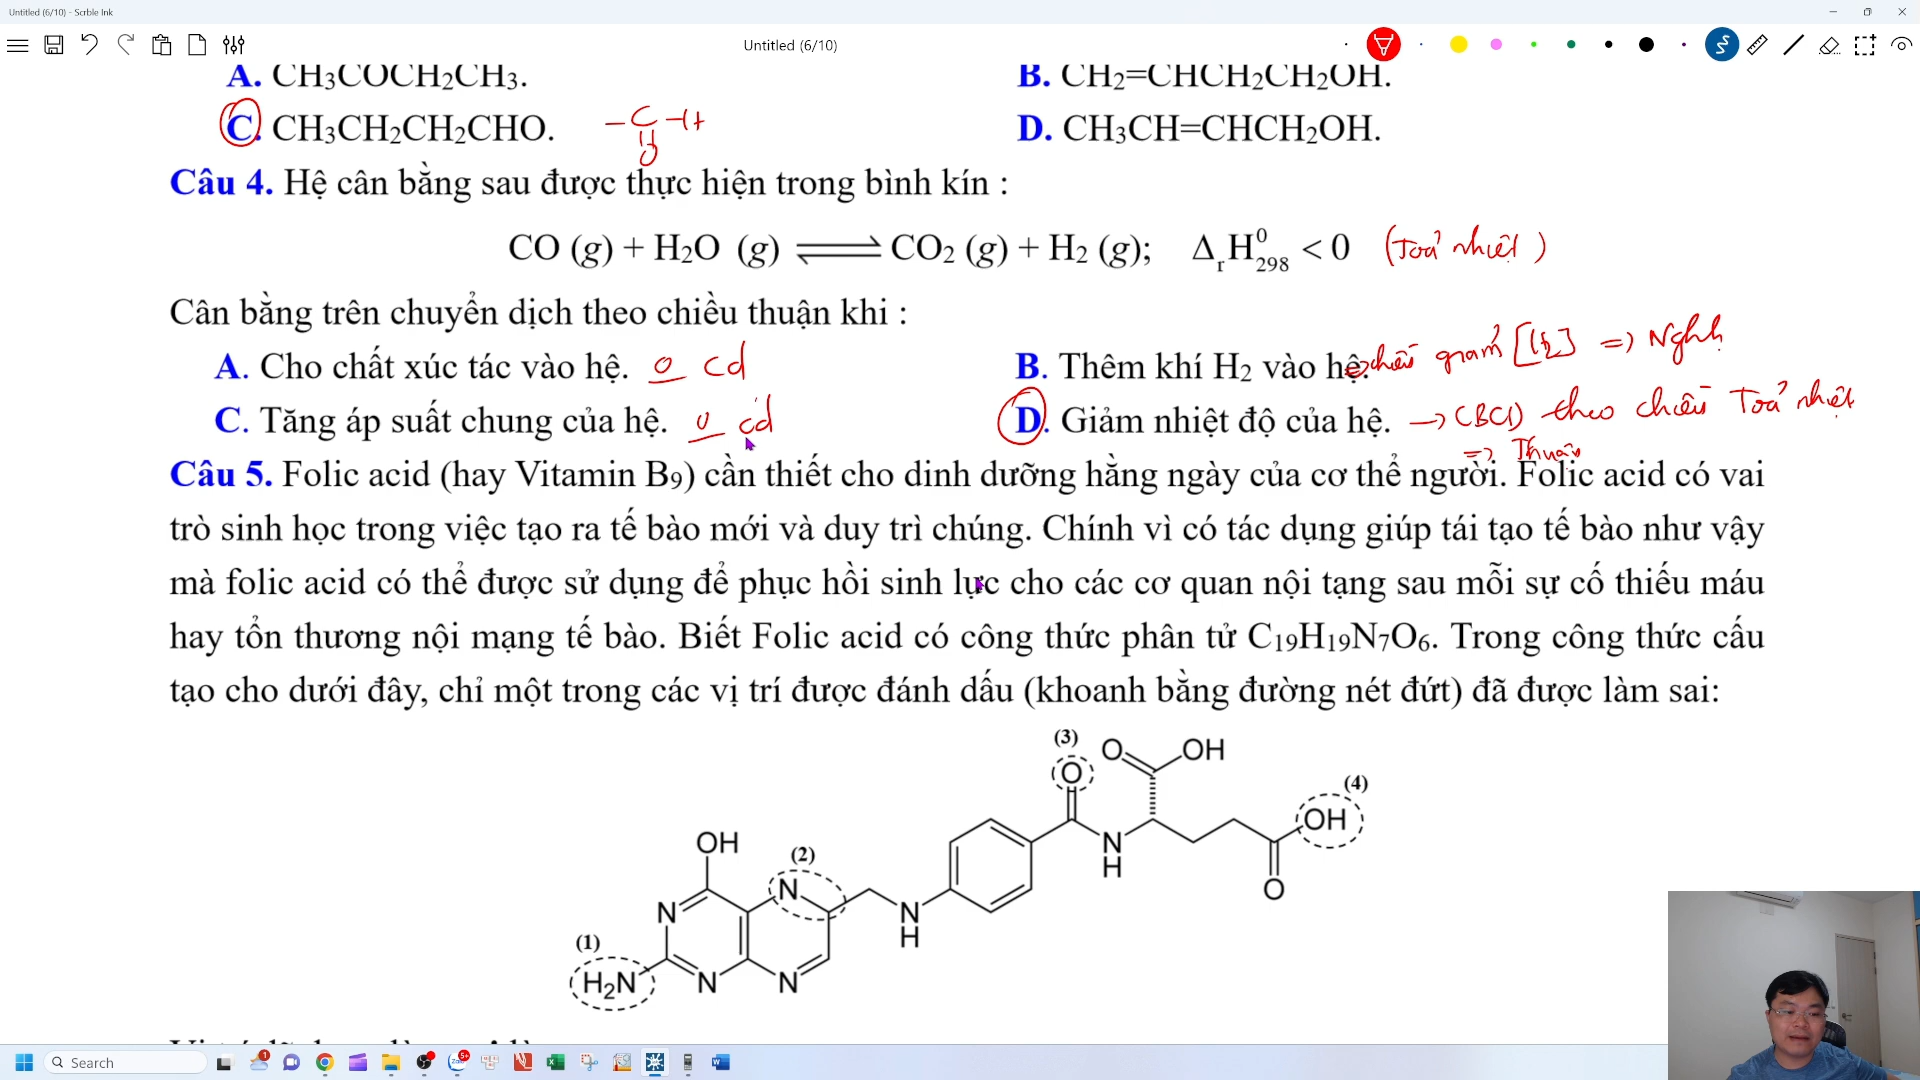 Untitled (6/10) - Scrble Ink
Untitled (6/10)
A. CH3COCH2CH3. B. CH2=CHCH2CH2OH.
C. CH3CH2CH2CHO. - C - H D. CH3CH=CHCH2OH.
O
Câu 4. Hệ cân bằng sau được thực hiện trong bình kín :
CO (g) + H2O (g) ⇌ CO2 (g) + H2 (g); ΔrH⁰298 < 0 (Toả nhiệt)
Cân bằng trên chuyển dịch theo chiều thuận khi :
A. Cho chất xúc tác vào hệ. 0 cd B. Thêm khí H2 vào hệ. chiều giảm [H2] => Nghh
C. Tăng áp suất chung của hệ. 0 cd D. Giảm nhiệt độ của hệ. → CBCD theo chiều Toả nhiệt
=> Thuận
Câu 5. Folic acid (hay Vitamin B9) cần thiết cho dinh dưỡng hằng ngày của cơ thể người. Folic acid có vai
trò sinh học trong việc tạo ra tế bào mới và duy trì chúng. Chính vì có tác dụng giúp tái tạo tế bào như vậy
mà folic acid có thể được sử dụng để phục hồi sinh lực cho các cơ quan nội tạng sau mỗi sự cố thiếu máu
hay tổn thương nội mạng tế bào. Biết Folic acid có công thức phân tử C19H19N7O6. Trong công thức cấu
tạo cho dưới đây, chỉ một trong các vị trí được đánh dấu (khoanh bằng đường nét đứt) đã được làm sai:
(3)
O OH
O
(4)
OH
OH
N
H
(2)
N
O
N
N
H
(1)
H2N
N
N
Search